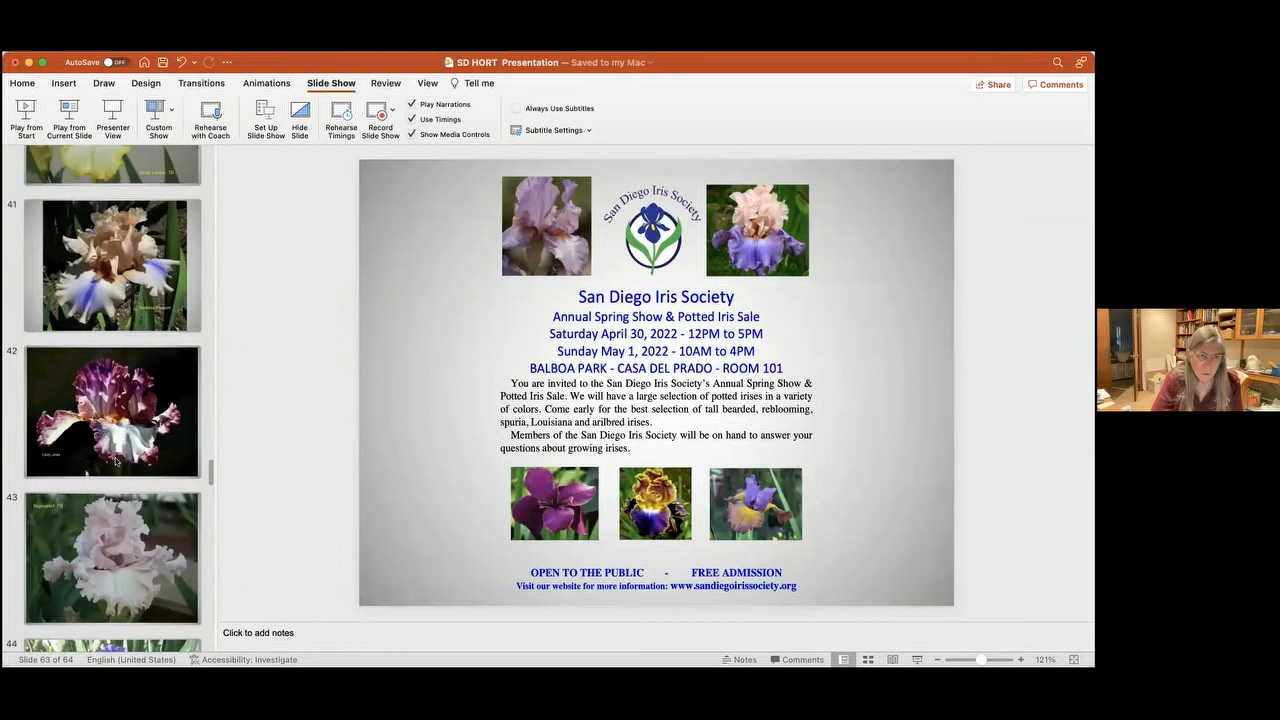 AutoSave OFF
SD HORT Presentation — Saved to my Mac
Home Insert Draw Design Transitions Animations Slide Show Review View Tell me
Share Comments
Play from Start
Play from Current Slide
Presenter View
Custom Show
Rehearse with Coach
Set Up Slide Show
Hide Slide
Rehearse Timings
Record Slide Show
Play Narrations
Use Timings
Show Media Controls
Always Use Subtitles
Subtitle Settings
41
42
Lady Joan
43
44
San Diego Iris Society
San Diego Iris Society
Annual Spring Show & Potted Iris Sale
Saturday April 30, 2022 - 12PM to 5PM
Sunday May 1, 2022 - 10AM to 4PM
BALBOA PARK - CASA DEL PRADO - ROOM 101
You are invited to the San Diego Iris Society's Annual Spring Show &
Potted Iris Sale. We will have a large selection of potted irises in a variety
of colors. Come early for the best selection of tall bearded, reblooming,
spuria, Louisiana and arilbred irises.
Members of the San Diego Iris Society will be on hand to answer your
questions about growing irises.
OPEN TO THE PUBLIC - FREE ADMISSION
Visit our website for more information: www.sandiegoirissociety.org
Click to add notes
Slide 63 of 64 English (United States) Accessibility: Investigate
Notes Comments 121%